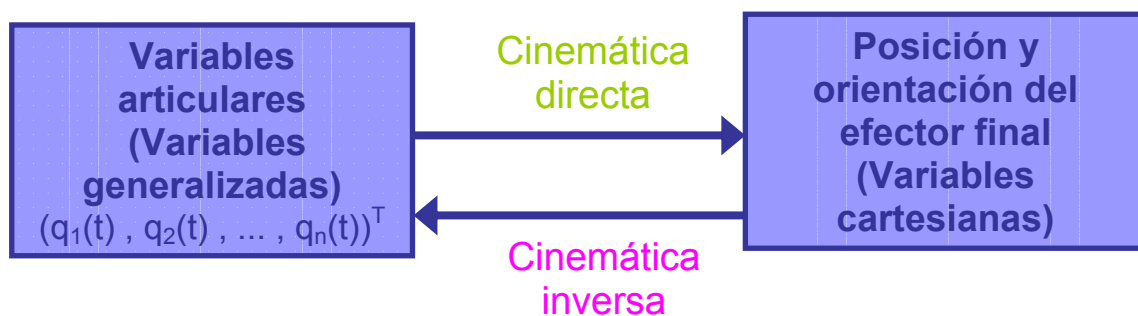 Variables
articulares
(Variables
generalizadas)
(q₁(t) , q₂(t) , ... , qₙ(t))ᵀ
Cinemática
directa
Posición y
orientación del
efector final
(Variables
cartesianas)
Cinemática
inversa